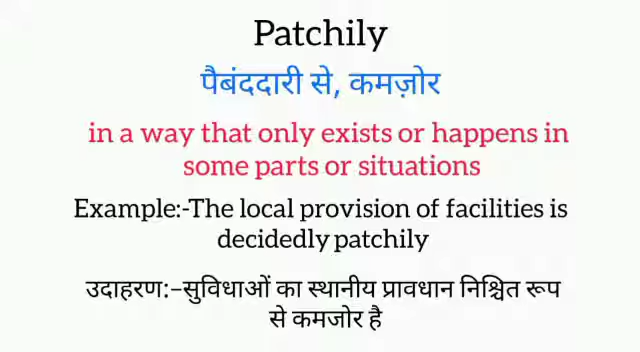 Patchily
पैबंददारी से, कमज़ोर
in a way that only exists or happens in
some parts or situations
Example:-The local provision of facilities is
decidedly patchily
उदाहरण:–सुविधाओं का स्थानीय प्रावधान निश्चित रूप
से कमजोर है